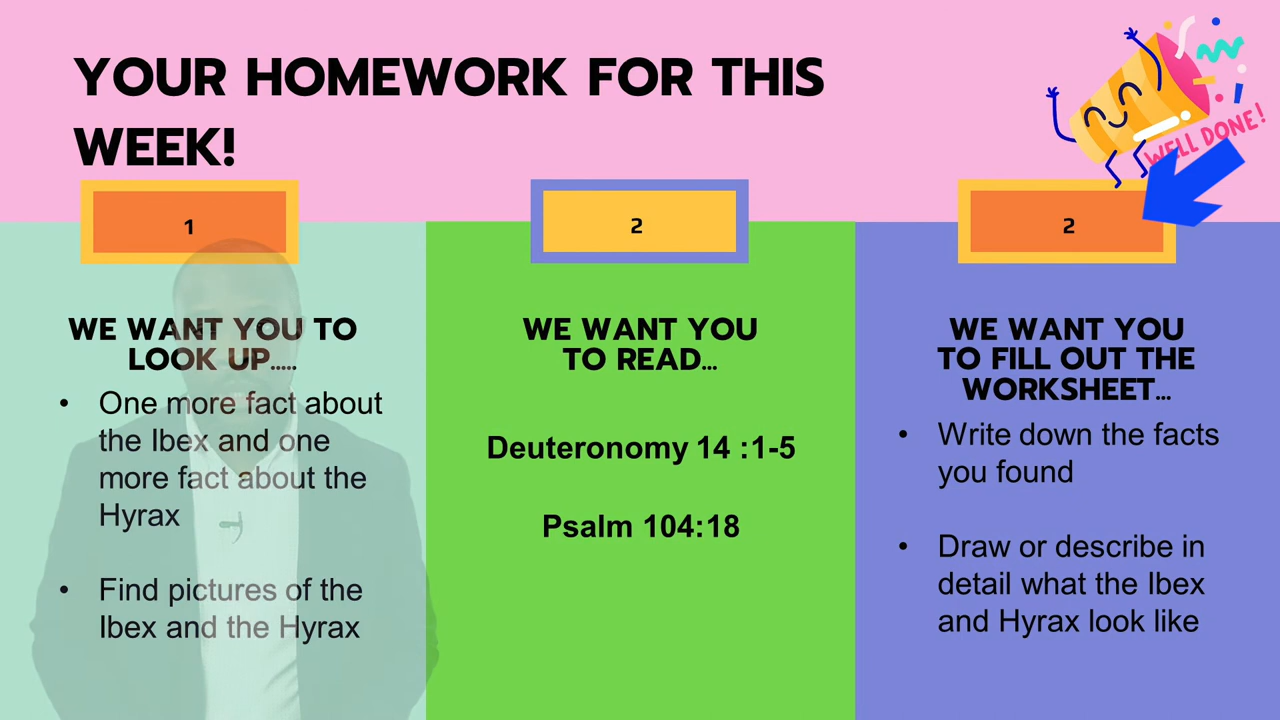 YOUR HOMEWORK FOR THIS
WEEK!
WELL DONE!
1
WE WANT YOU TO
LOOK UP.....
• One more fact about
the Ibex and one
more fact about the
Hyrax
• Find pictures of the
Ibex and the Hyrax
2
WE WANT YOU
TO READ...
Deuteronomy 14 :1-5
Psalm 104:18
2
WE WANT YOU
TO FILL OUT THE
WORKSHEET...
• Write down the facts
you found
• Draw or describe in
detail what the Ibex
and Hyrax look like